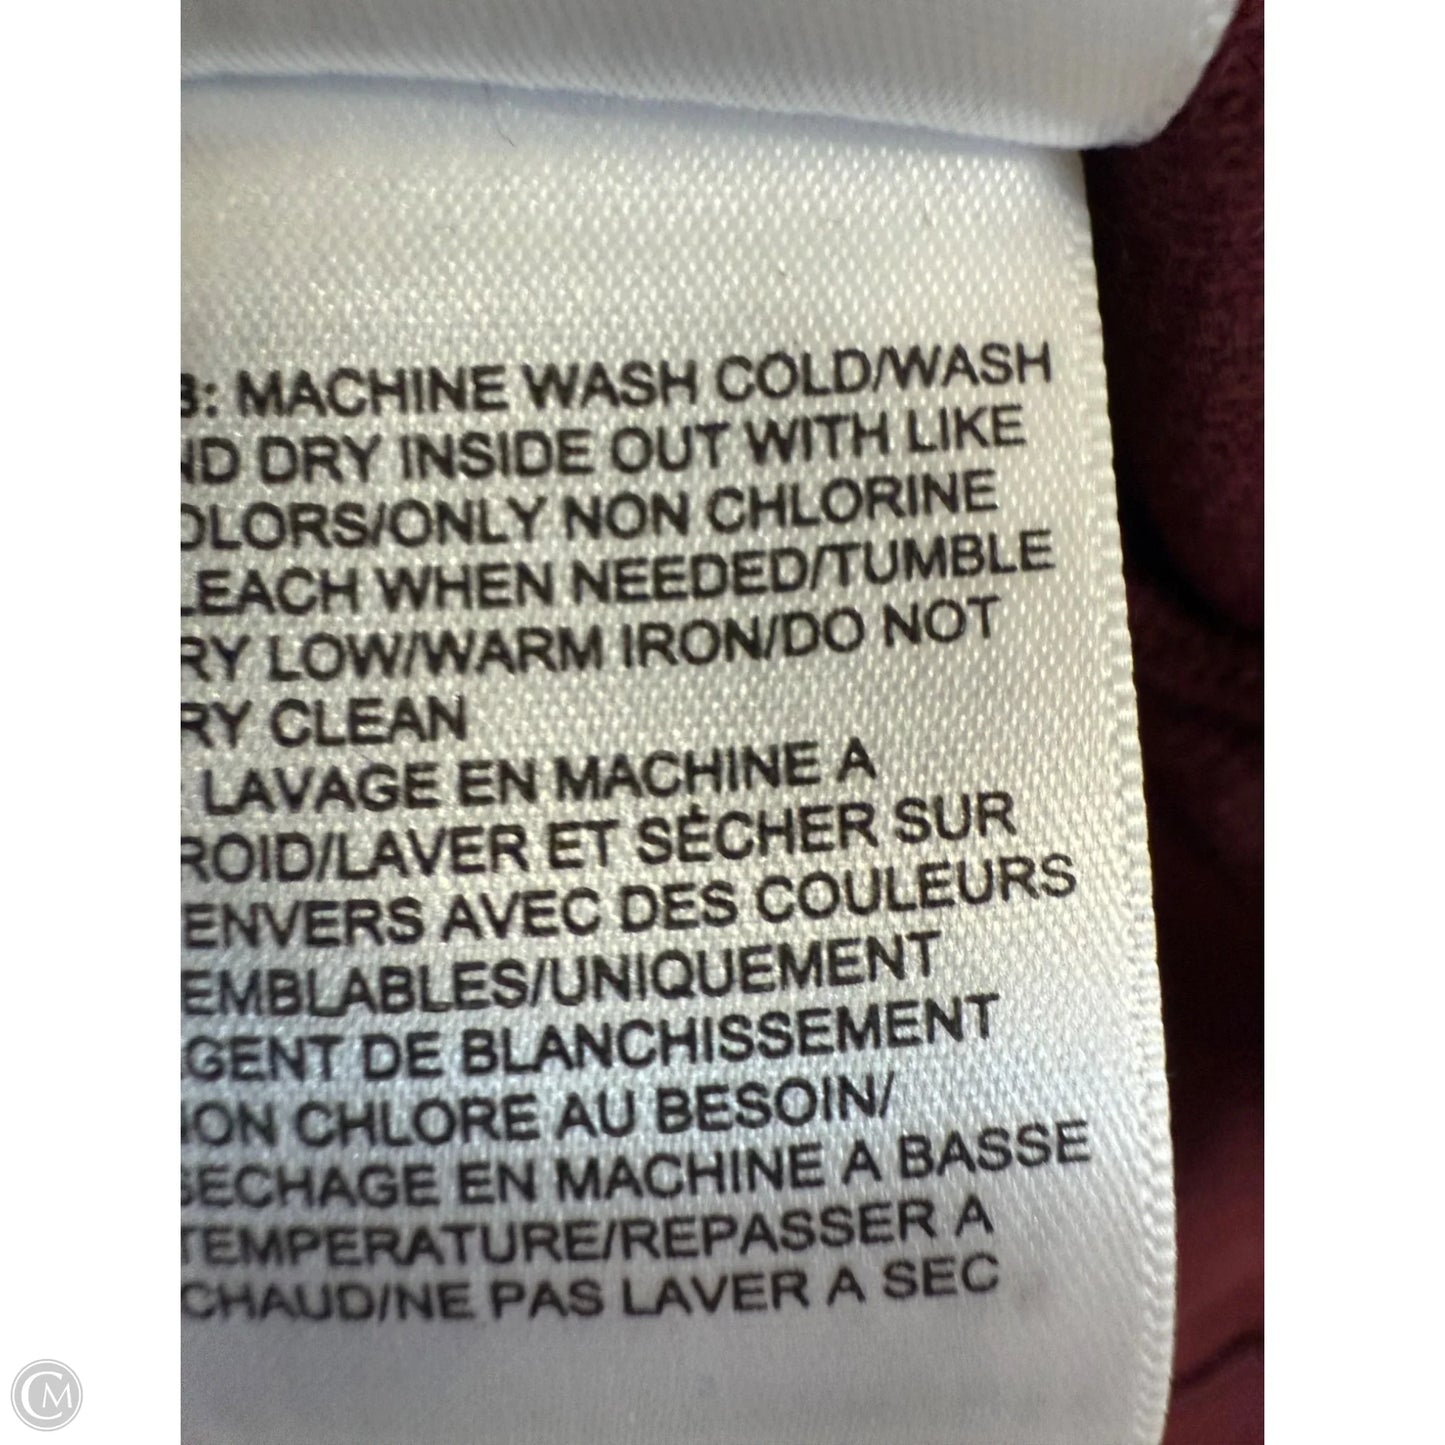 : MACHINE WASH COLD/WASH
ND DRY INSIDE OUT WITH LIKE
OLORS/ONLY NON CHLORINE
LEACH WHEN NEEDED/TUMBLE
RY LOW/WARM IRON/DO NOT
RY CLEAN
LAVAGE EN MACHINE A
ROID/LAVER ET SÉCHER SUR
ENVERS AVEC DES COULEURS
EMBLABLES/UNIQUEMENT
GENT DE BLANCHISSEMENT
ON CHLORE AU BESOIN/
SECHAGE EN MACHINE A BASSE
TEMPERATURE/REPASSER A
CHAUD/NE PAS LAVER A SEC
CM